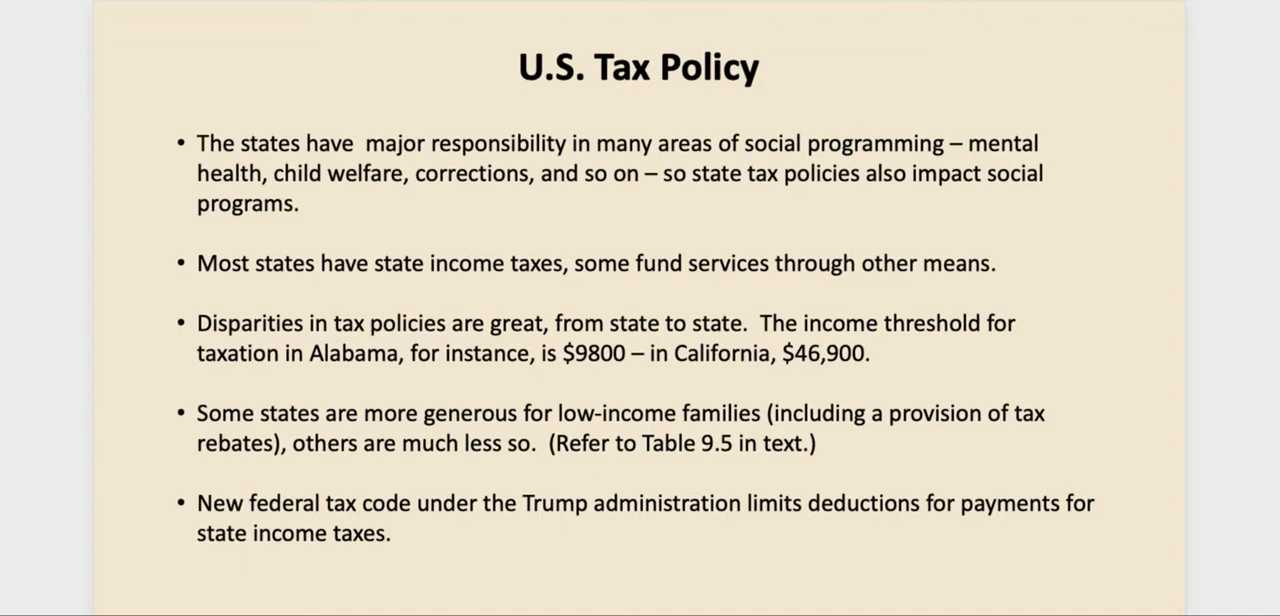 U.S. Tax Policy
• The states have  major responsibility in many areas of social programming – mental
health, child welfare, corrections, and so on – so state tax policies also impact social
programs.
• Most states have state income taxes, some fund services through other means.
• Disparities in tax policies are great, from state to state.  The income threshold for
taxation in Alabama, for instance, is $9800 – in California, $46,900.
• Some states are more generous for low-income families (including a provision of tax
rebates), others are much less so.  (Refer to Table 9.5 in text.)
• New federal tax code under the Trump administration limits deductions for payments for
state income taxes.